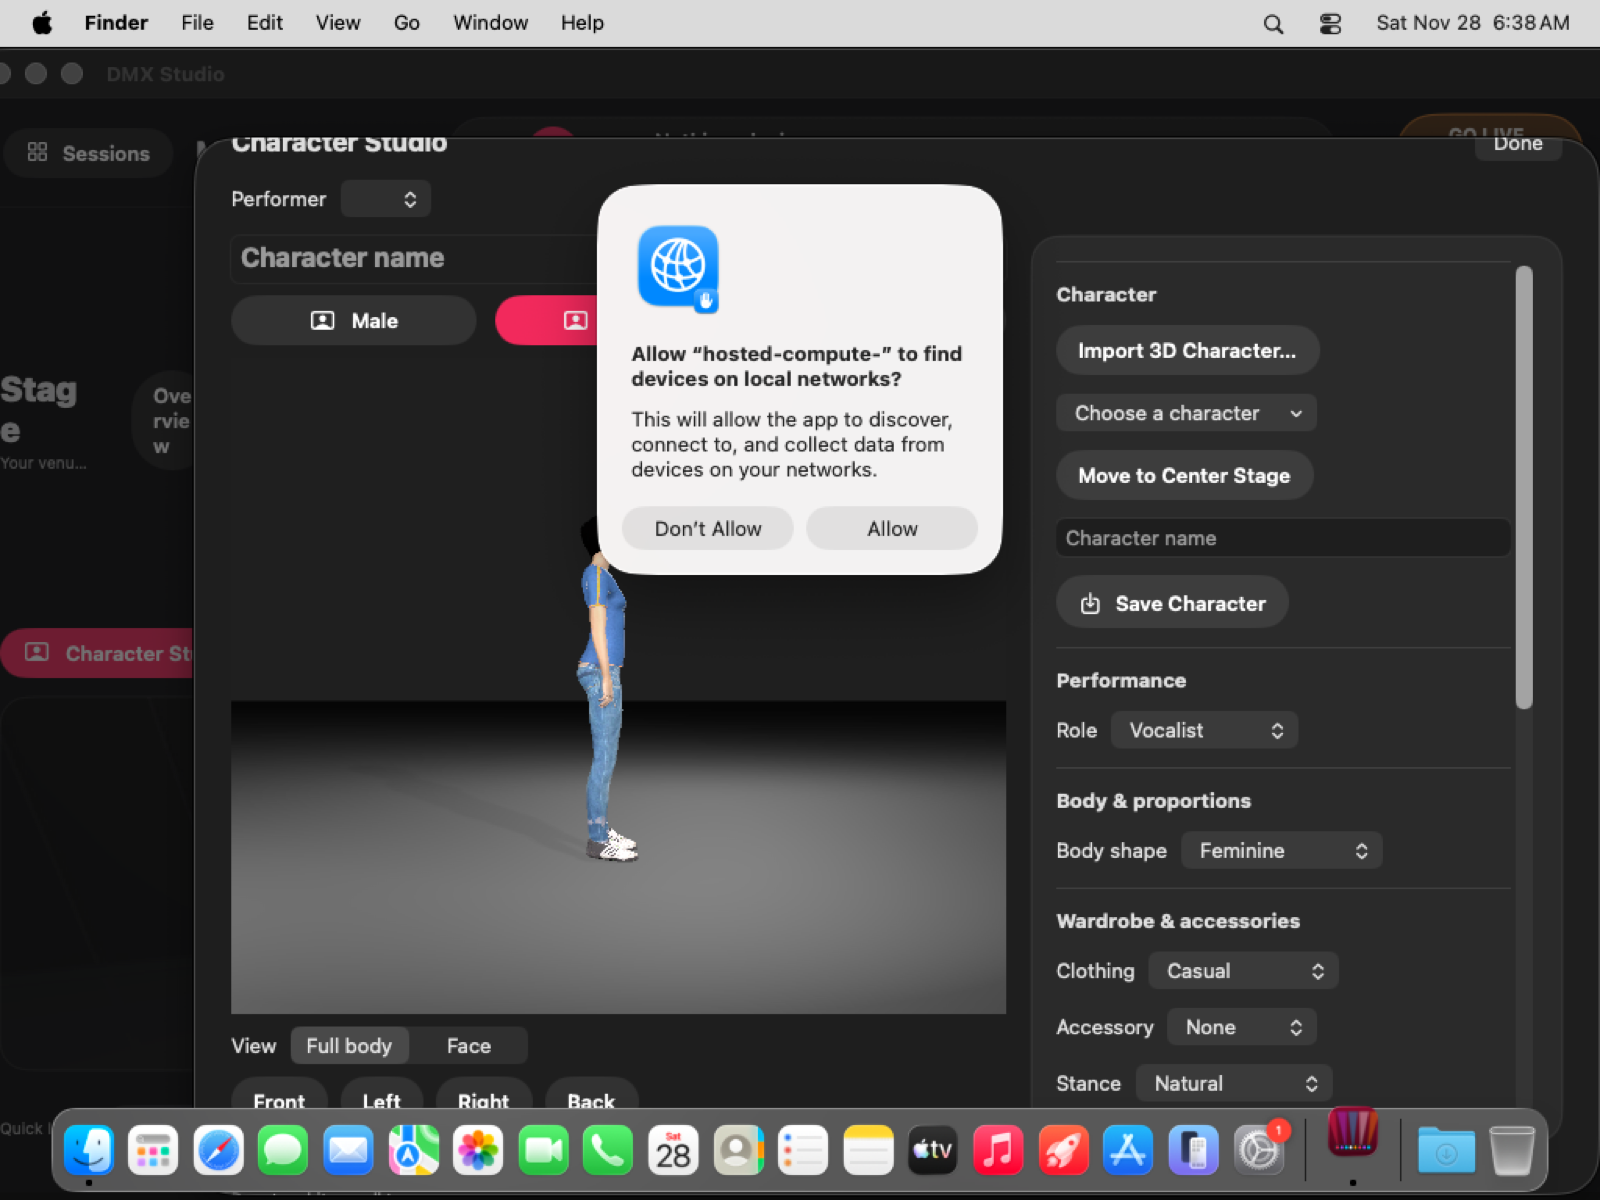 Finder File Edit View Go Window Help Sat Nov 28 6:38 AM
DMX Studio
Sessions
GO LIVE
Character Studio
Done
Performer
Character name
Male
Stag
e
Your venu...
Ove
rvie
w
Character St
Allow “hosted-compute-” to find
devices on local networks?
This will allow the app to discover,
connect to, and collect data from
devices on your networks.
Don’t Allow Allow
Character
Import 3D Character...
Choose a character
Move to Center Stage
Character name
Save Character
Performance
Role Vocalist
Body & proportions
Body shape Feminine
Wardrobe & accessories
Clothing Casual
Accessory None
Stance Natural
View Full body Face
Front Left Right Back
Quick
Sat
28
tv
1